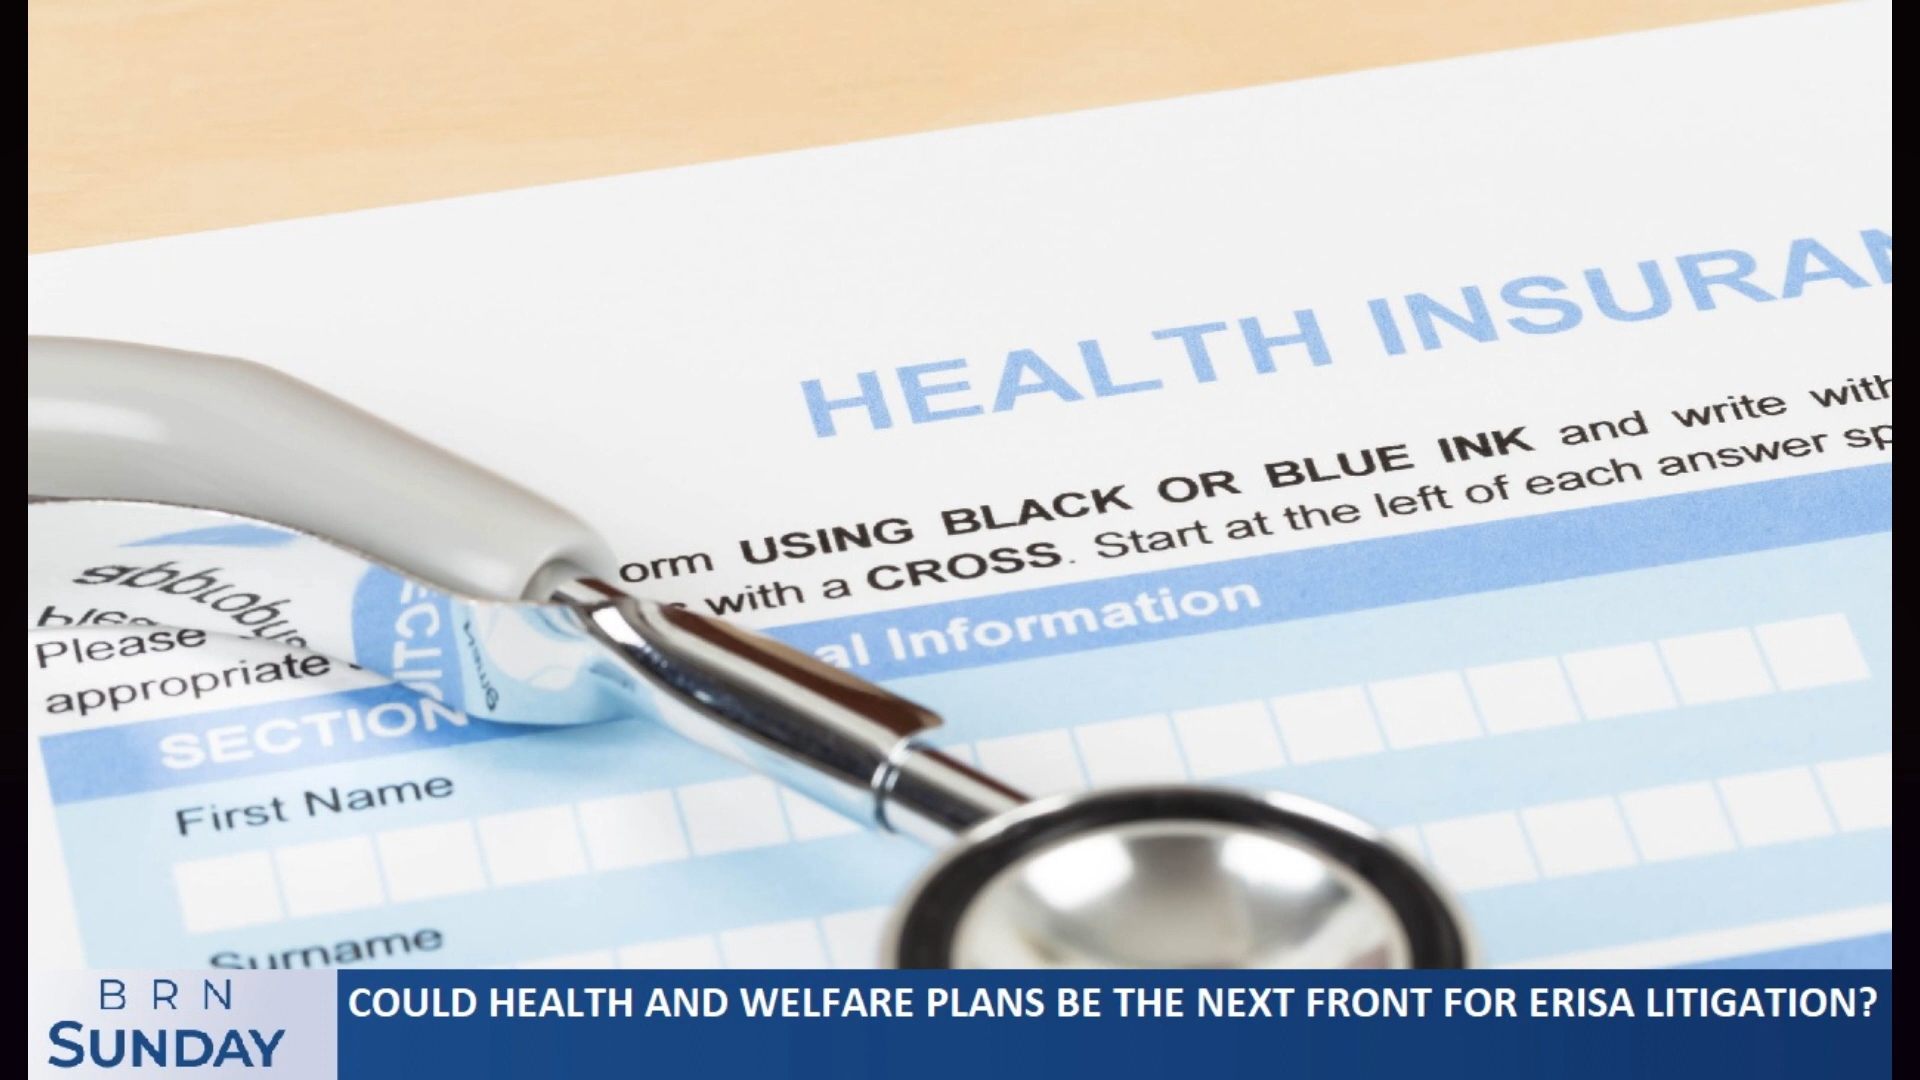 HEALTH INSURAN
orm USING BLACK OR BLUE INK and write with
with a CROSS. Start at the left of each answer sp
al Information
Please
appropriate
SECTION
First Name
Surname
BRN
SUNDAY
COULD HEALTH AND WELFARE PLANS BE THE NEXT FRONT FOR ERISA LITIGATION?